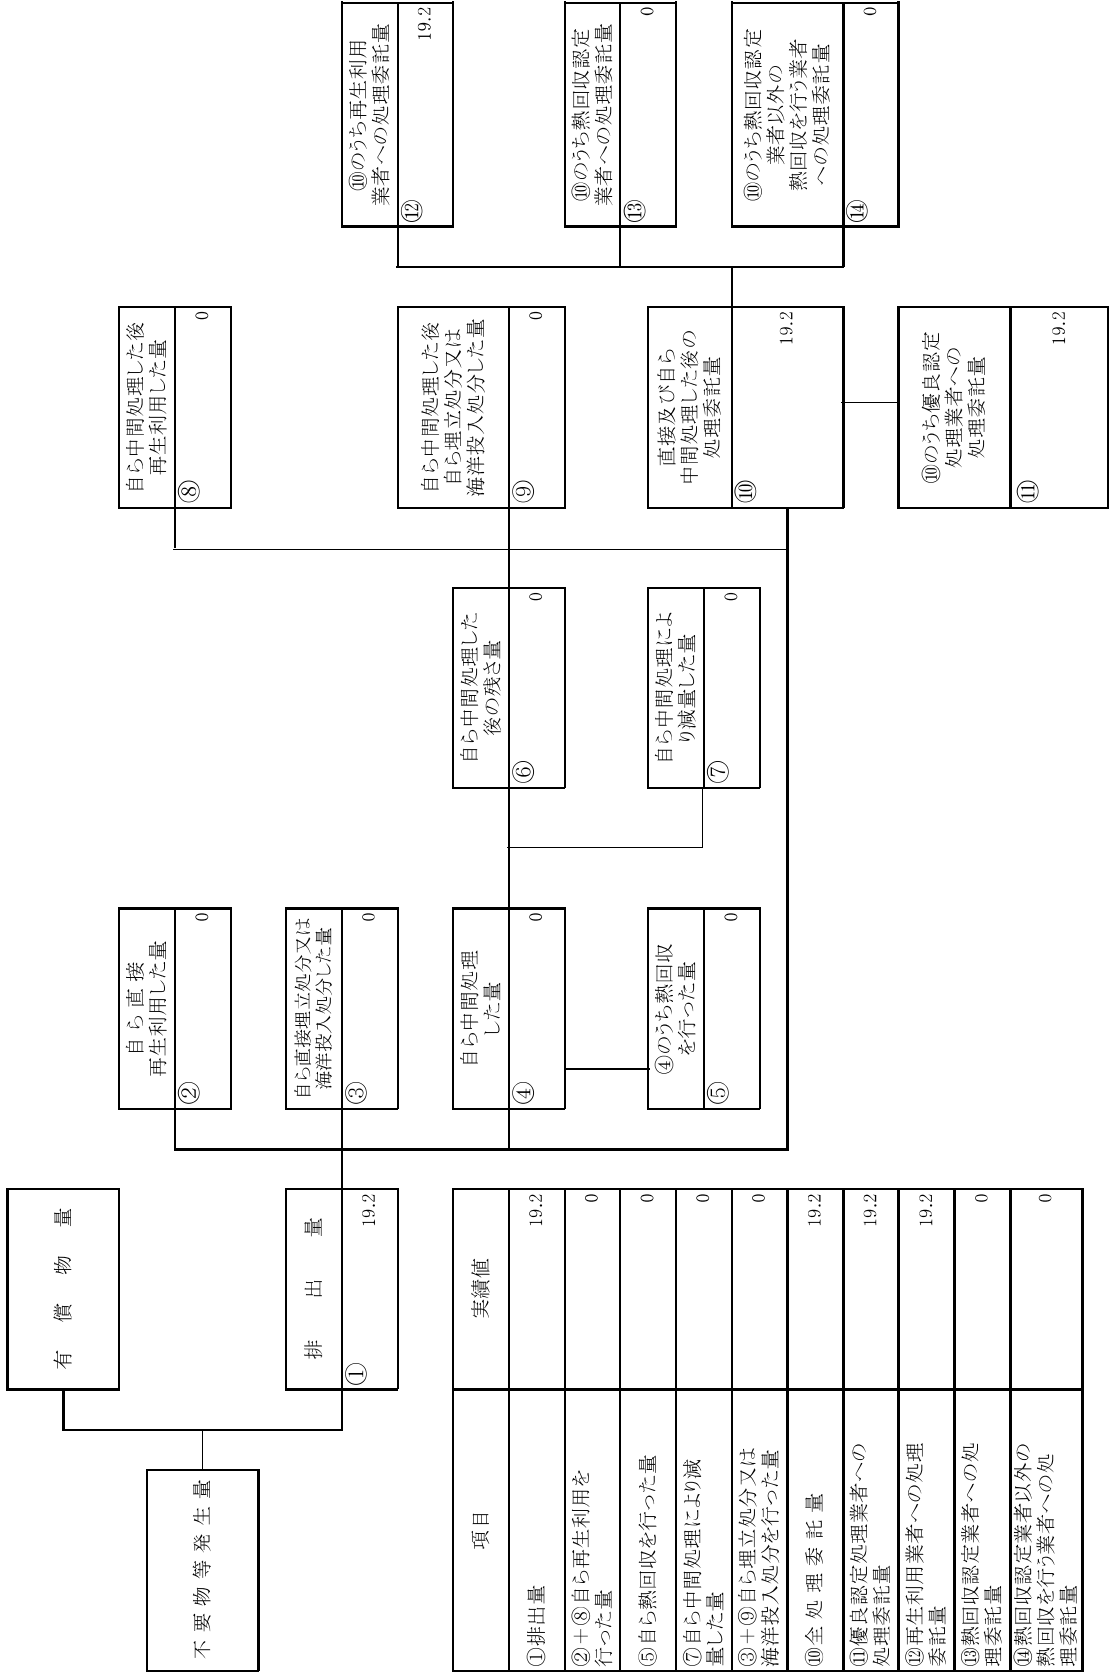 不要物等発生量
有償物量
排出量
① 19.2
自ら直接
再生利用した量
② 0
自ら直接埋立処分又は
海洋投入処分した量
③ 0
自ら中間処理
した量
④ 0
④のうち熱回収
を行った量
⑤ 0
自ら中間処理した
後の残さ量
⑥ 0
自ら中間処理によ
り減量した量
⑦ 0
自ら中間処理した後
再生利用した量
⑧ 0
自ら中間処理した後
自ら埋立処分又は
海洋投入処分した量
⑨ 0
直接及び自ら
中間処理した後の
処理委託量
⑩ 19.2
⑩のうち優良認定
処理業者への
処理委託量
⑪ 19.2
⑩のうち再生利用
業者への処理委託量
⑫ 19.2
⑩のうち熱回収認定
業者への処理委託量
⑬ 0
⑩のうち熱回収認定
業者以外の
熱回収を行う業者
への処理委託量
⑭ 0
項目 実績値
①排出量 19.2
②+⑧自ら再生利用を
行った量 0
⑤自ら熱回収を行った量 0
⑦自ら中間処理により減
量した量 0
③+⑨自ら埋立処分又は
海洋投入処分を行った量 0
⑩全処理委託量 19.2
⑪優良認定処理業者への
処理委託量 19.2
⑫再生利用業者への処理
委託量 19.2
⑬熱回収認定業者への処
理委託量 0
⑭熱回収認定業者以外の
熱回収を行う業者への処
理委託量 0